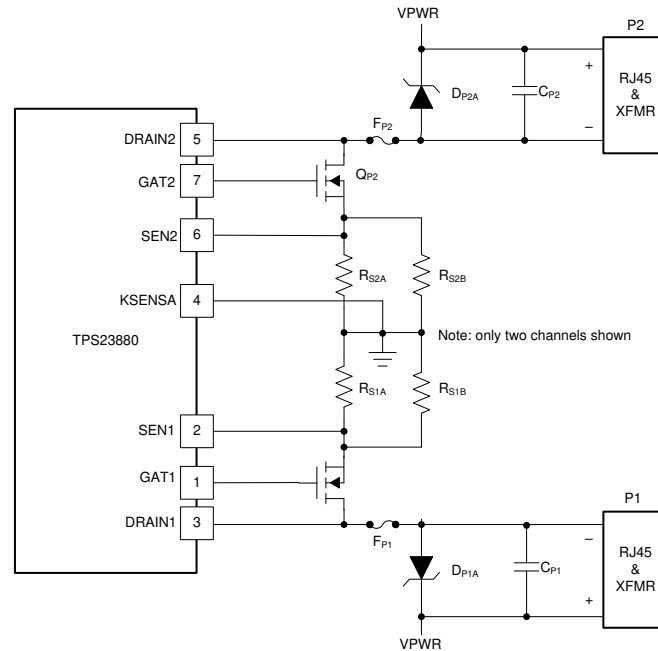 VPWR
P2
+
RJ45
&
XFMR
–
DP2A
CP2
FP2
DRAIN2
5
GAT2
7
QP2
SEN2
6
RS2A
RS2B
KSENSA
4
TPS23880
Note: only two channels shown
RS1A
RS1B
SEN1
2
GAT1
1
DRAIN1
3
FP1
P1
–
RJ45
&
XFMR
+
DP1A
CP1
VPWR